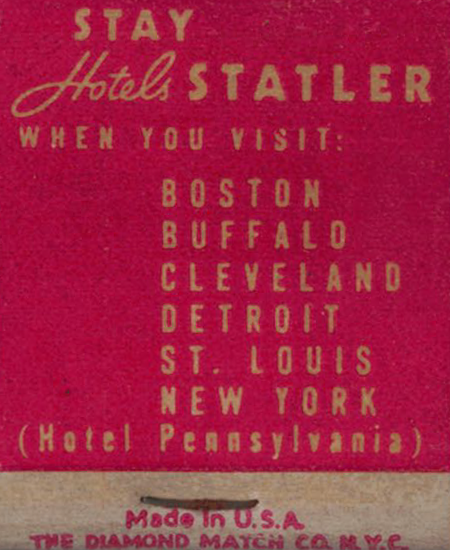 STAY
Hotels STATLER
WHEN YOU VISIT:
BOSTON
BUFFALO
CLEVELAND
DETROIT
ST. LOUIS
NEW YORK
(Hotel Pennsylvania)
Made in U.S.A.
THE DIAMOND MATCH CO. N.Y.C.